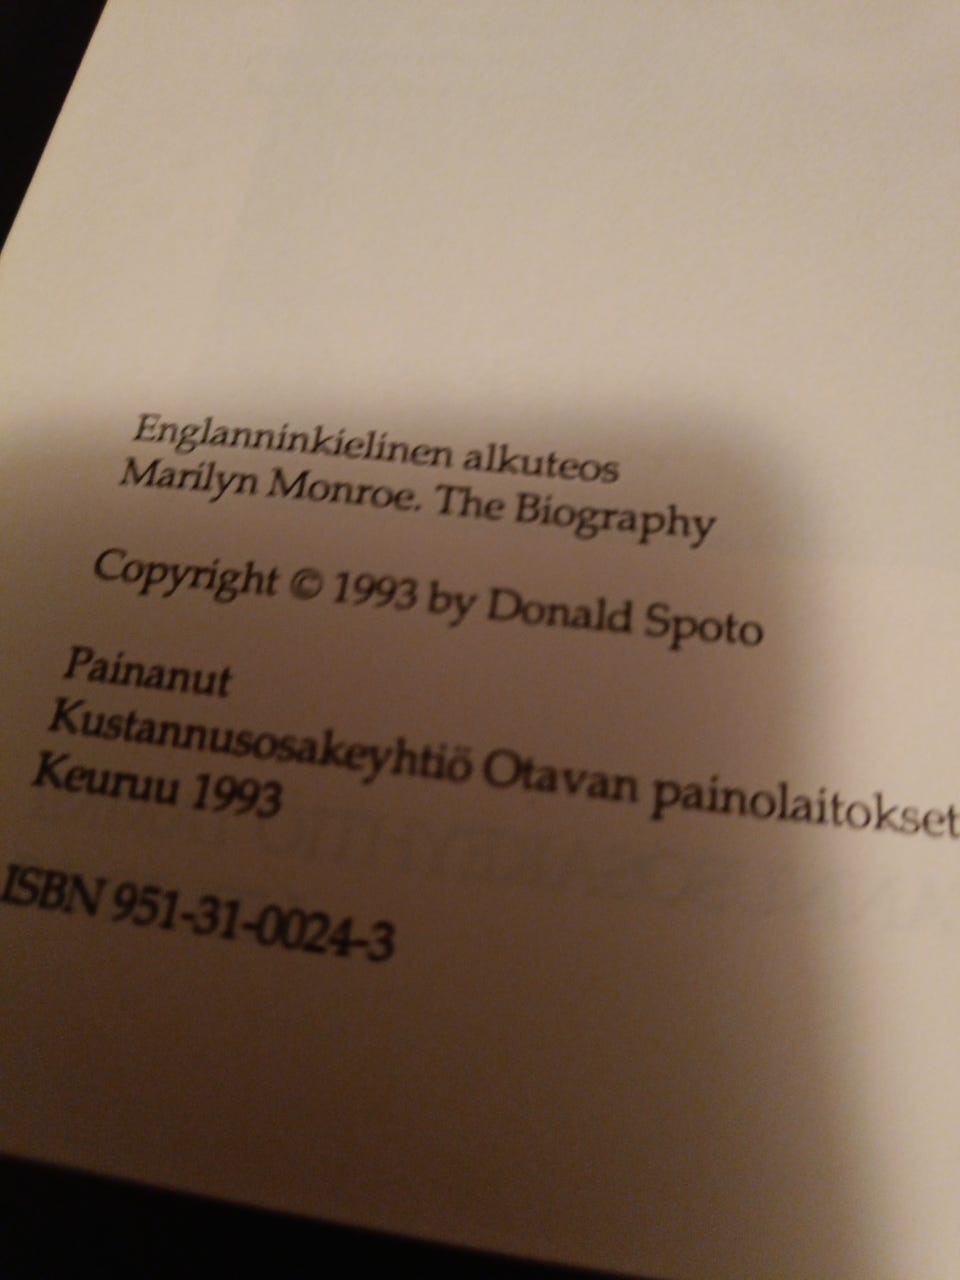 Englanninkielinen alkuteos
Marilyn Monroe. The Biography
Copyright © 1993 by Donald Spoto
Painanut
Kustannusosakeyhtiö Otavan painolaitokset
Keuruu 1993
ISBN 951-31-0024-3